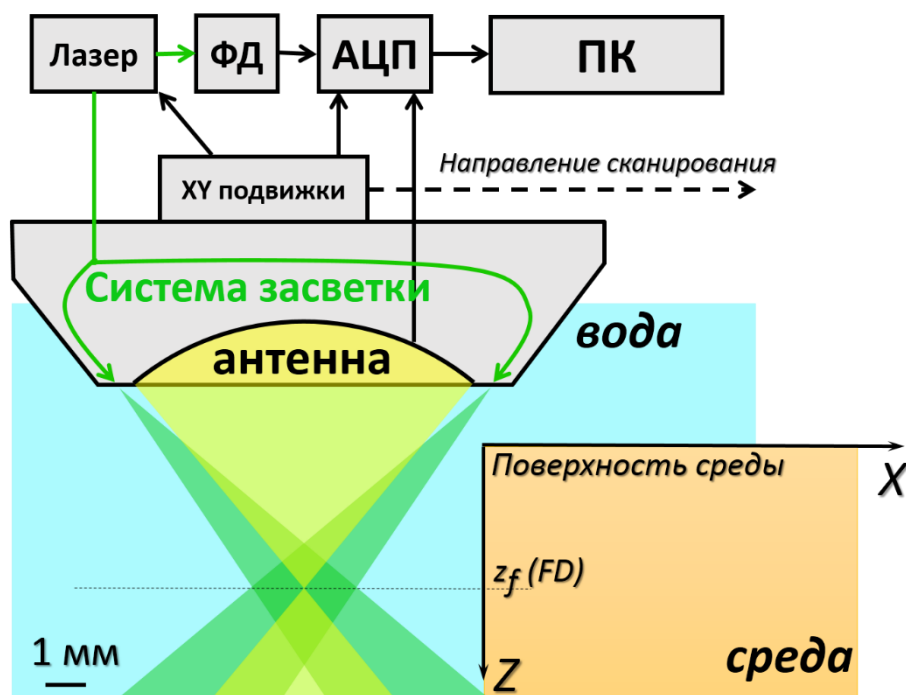 Лазер
ФД
АЦП
ПК
Направление сканирования
XY подвижки
Система засветки
вода
антенна
Поверхность среды
X
zf (FD)
1 мм
Z
среда